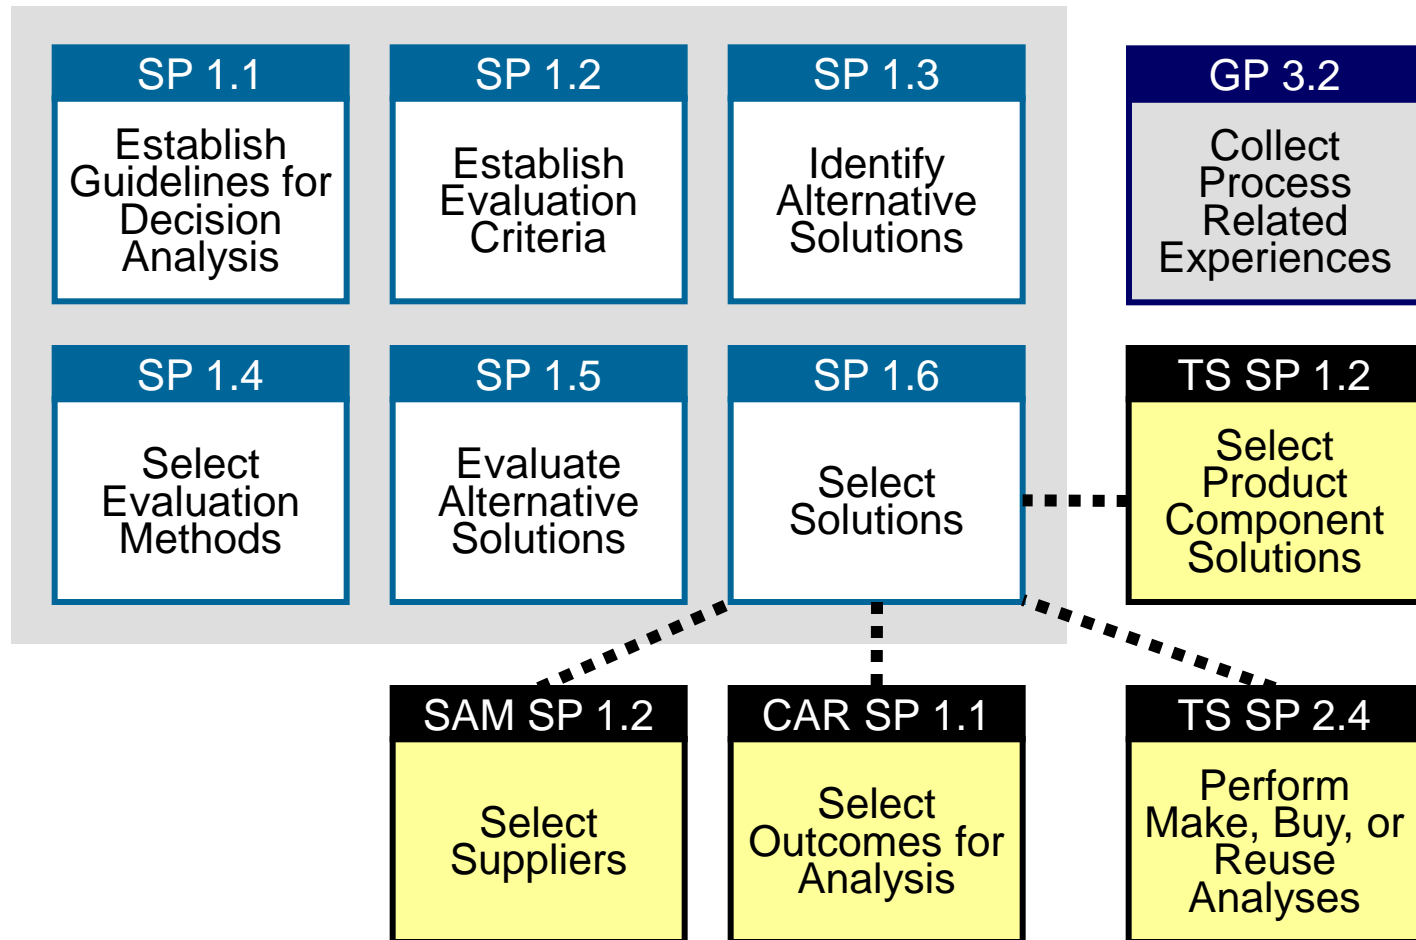 SP 1.1
Establish
Guidelines for
Decision
Analysis
SP 1.2
Establish
Evaluation
Criteria
SP 1.3
Identify
Alternative
Solutions
GP 3.2
Collect
Process
Related
Experiences
SP 1.4
Select
Evaluation
Methods
SP 1.5
Evaluate
Alternative
Solutions
SP 1.6
Select
Solutions
TS SP 1.2
Select
Product
Component
Solutions
SAM SP 1.2
Select
Suppliers
CAR SP 1.1
Select
Outcomes for
Analysis
TS SP 2.4
Perform
Make, Buy, or
Reuse
Analyses